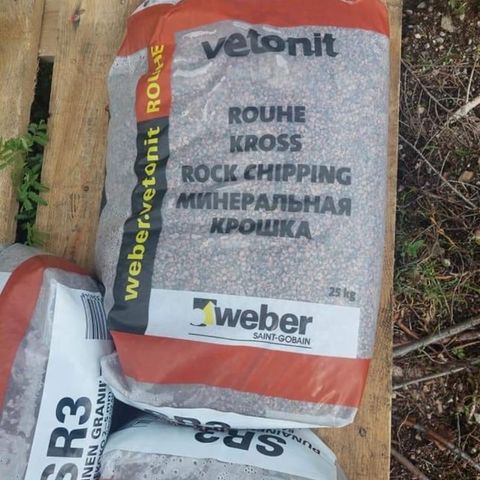 vetonit
ROUHE
KROSS
ROCK CHIPPING
МИНЕРАЛЬНАЯ
КРОШКА
25 kg
weber
SAINT-GOBAIN
weber.vetonit ROUHE
SR3
SR3